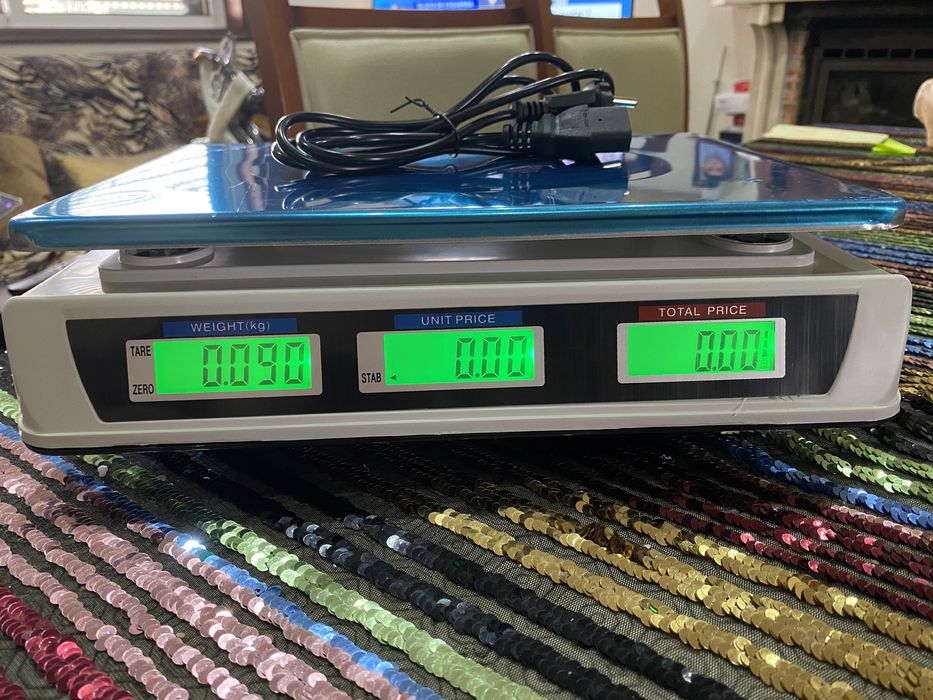 WEIGHT(kg)
UNIT PRICE
TOTAL PRICE
TARE
ZERO
0.090
STAB
0.00
0.00